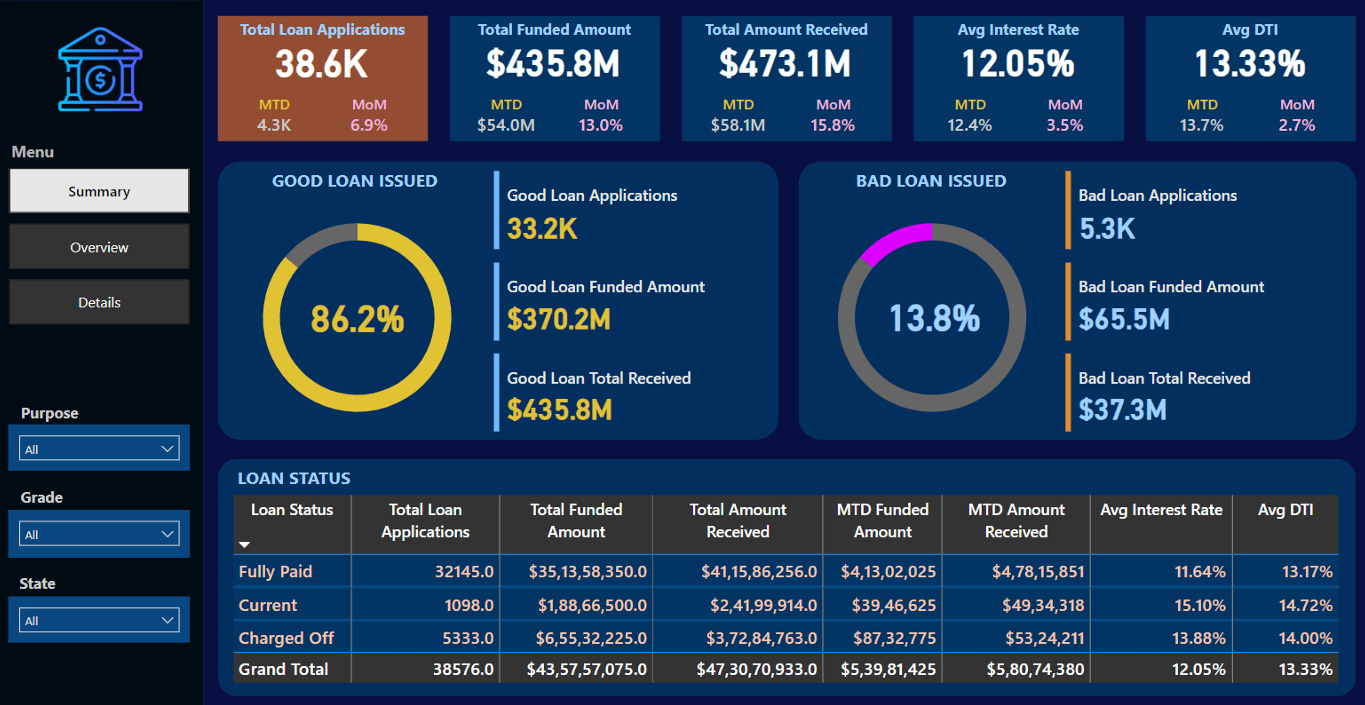 Menu
Summary
Overview
Details
Purpose
All
Grade
All
State
All
Total Loan Applications
38.6K
MTD MoM
4.3K 6.9%
Total Funded Amount
$435.8M
MTD MoM
$54.0M 13.0%
Total Amount Received
$473.1M
MTD MoM
$58.1M 15.8%
Avg Interest Rate
12.05%
MTD MoM
12.4% 3.5%
Avg DTI
13.33%
MTD MoM
13.7% 2.7%
GOOD LOAN ISSUED
86.2%
Good Loan Applications
33.2K
Good Loan Funded Amount
$370.2M
Good Loan Total Received
$435.8M
BAD LOAN ISSUED
13.8%
Bad Loan Applications
5.3K
Bad Loan Funded Amount
$65.5M
Bad Loan Total Received
$37.3M
LOAN STATUS
Loan Status Total Loan Total Funded Total Amount MTD Funded MTD Amount Avg Interest Rate Avg DTI
Applications Amount Received Amount Received
Fully Paid 32145.0 $35,13,58,350.0 $41,15,86,256.0 $4,13,02,025 $4,78,15,851 11.64% 13.17%
Current 1098.0 $1,88,66,500.0 $2,41,99,914.0 $39,46,625 $49,34,318 15.10% 14.72%
Charged Off 5333.0 $6,55,32,225.0 $3,72,84,763.0 $87,32,775 $53,24,211 13.88% 14.00%
Grand Total 38576.0 $43,57,57,075.0 $47,30,70,933.0 $5,39,81,425 $5,80,74,380 12.05% 13.33%